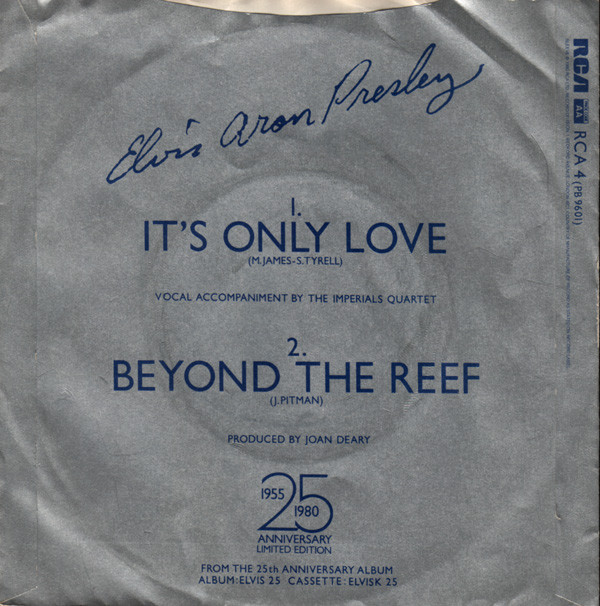 Elvis Aron Presley
1.
IT'S ONLY LOVE
(M.JAMES-S.TYRELL)
VOCAL ACCOMPANIMENT BY THE IMPERIALS QUARTET
2.
BEYOND THE REEF
(J.PITMAN)
PRODUCED BY JOAN DEARY
1955 25 1980
ANNIVERSARY
LIMITED EDITION
FROM THE 25th ANNIVERSARY ALBUM
ALBUM:ELVIS 25 CASSETTE:ELVISK 25
RCA AA RCA 4 (PB 9601)